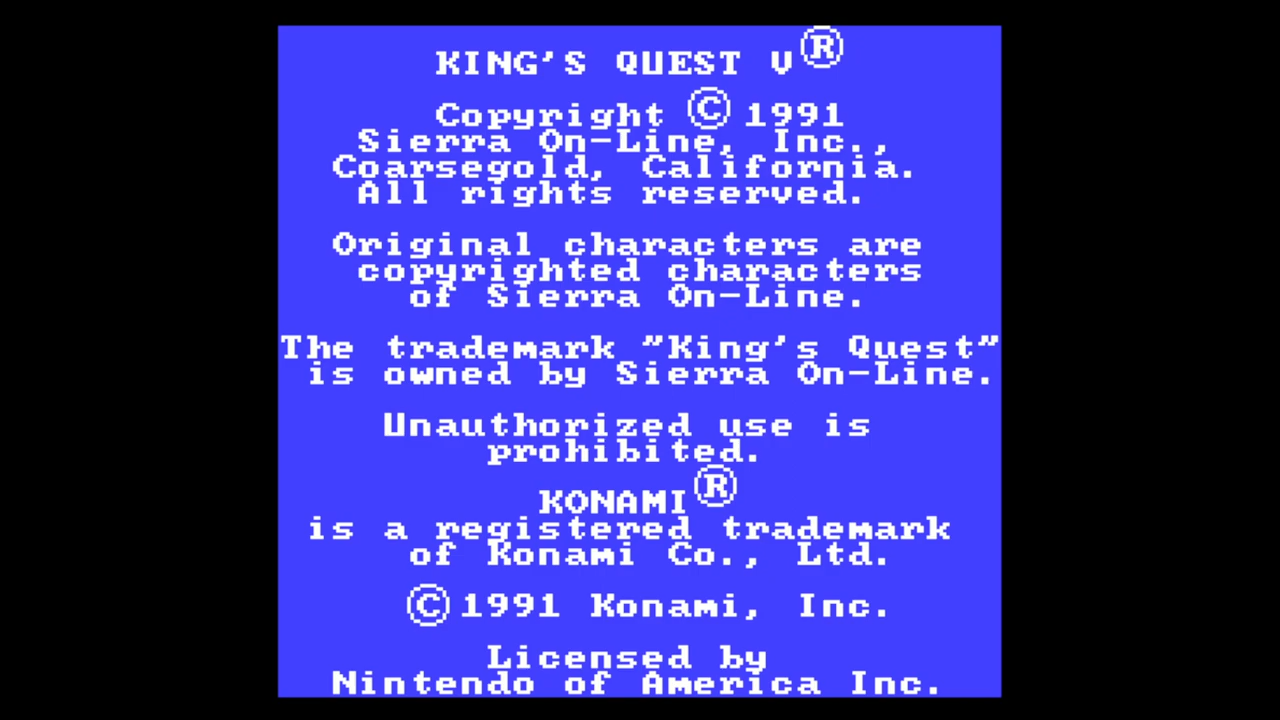 KING'S QUEST V®
Copyright © 1991
Sierra On-Line, Inc.,
Coarsegold, California.
All rights reserved.
Original characters are
copyrighted characters
of Sierra On-Line.
The trademark "King's Quest"
is owned by Sierra On-Line.
Unauthorized use is
prohibited.
KONAMI®
is a registered trademark
of Konami Co., Ltd.
©1991 Konami, Inc.
Licensed by
Nintendo of America Inc.